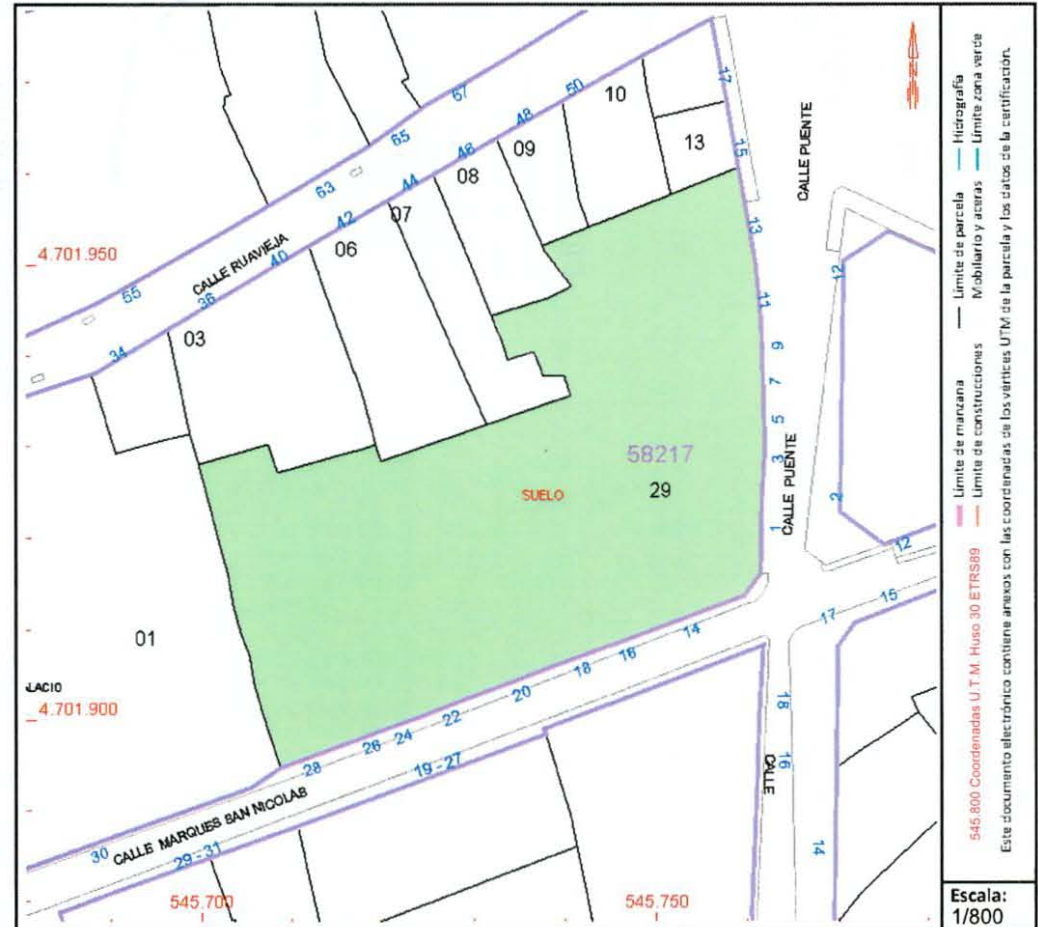 67
50
10
17
65
48
09
13
46
08
15
63
44
CALLE PUENTE
42
07
13
4.701.950
CALLE RUAVIEJA
40
06
12
55
36
11
03
9
34
7
5
58217
3
CALLE PUENTE
SUELO
29
2
1
12
15
17
14
01
16
18
LACIO
20
18
4.701.900
22
24
26
28
19 - 27
CALLE
16
CALLE MARQUES SAN NICOLAS
30
29 - 31
14
545.700
545.750
545.800 Coordenadas U.T.M. Huso 30 ETRS89
Límite de manzana
Límite de parcela
Hidrografía
Límite de construcciones
Mobiliario y aceras
Límite zona verde
Este documento electrónico contiene anexos con las coordenadas de los vértices UTM de la parcela y los datos de la certificación.
Escala:
1/800